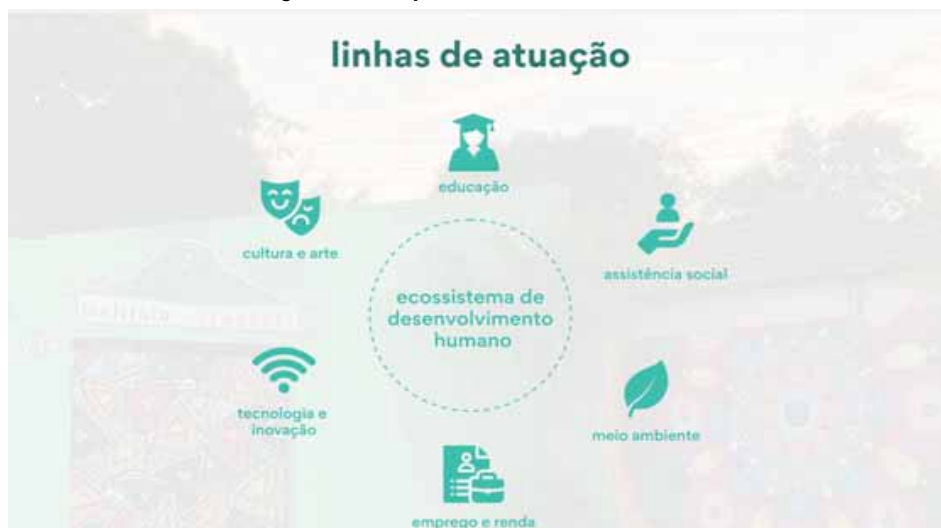 linhas de atuação
educação
cultura e arte
assistência social
ecossistema de
desenvolvimento
humano
tecnologia e
inovação
meio ambiente
emprego e renda